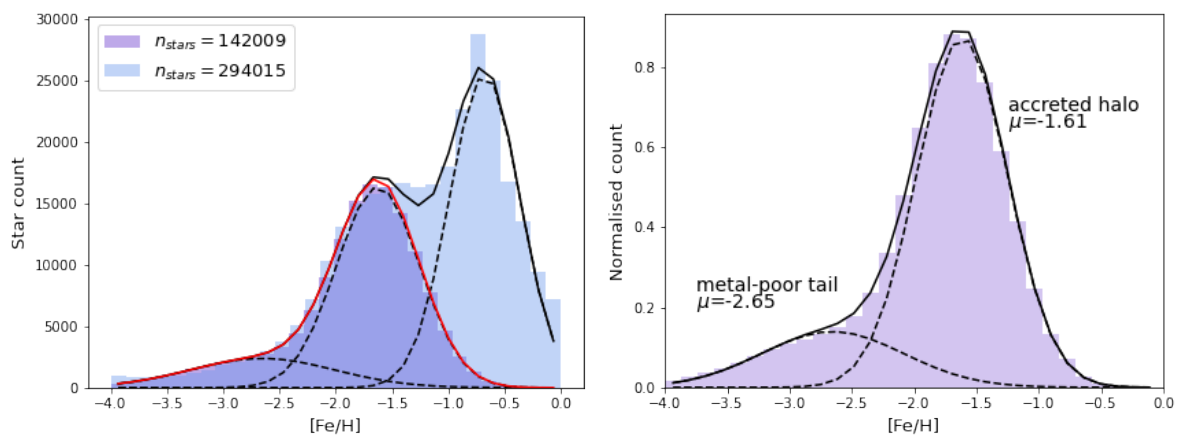 30000
25000
20000
15000
10000
5000
0
Star count
n_stars = 142009
n_stars = 294015
−4.0 −3.5 −3.0 −2.5 −2.0 −1.5 −1.0 −0.5 0.0
[Fe/H]
0.8
0.6
0.4
0.2
0.0
Normalised count
accreted halo
μ=-1.61
metal-poor tail
μ=-2.65
−4.0 −3.5 −3.0 −2.5 −2.0 −1.5 −1.0 −0.5 0.0
[Fe/H]